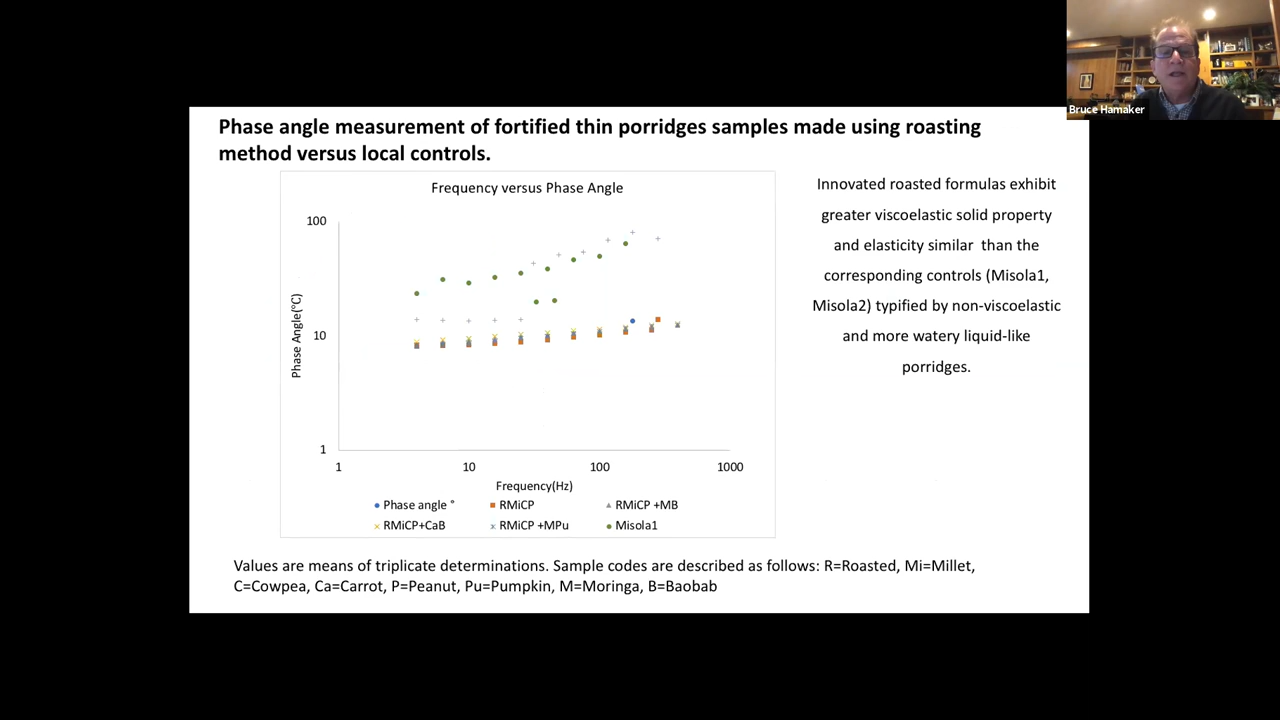 Bruce Hamaker
Phase angle measurement of fortified thin porridges samples made using roasting
method versus local controls.
Frequency versus Phase Angle
100
10
1
Phase Angle(°C)
1
10
100
1000
Frequency(Hz)
Phase angle °
RMiCP
RMiCP +MB
RMiCP+CaB
RMiCP +MPu
Misola1
Innovated roasted formulas exhibit
greater viscoelastic solid property
and elasticity similar than the
corresponding controls (Misola1,
Misola2) typified by non-viscoelastic
and more watery liquid-like
porridges.
Values are means of triplicate determinations. Sample codes are described as follows: R=Roasted, Mi=Millet,
C=Cowpea, Ca=Carrot, P=Peanut, Pu=Pumpkin, M=Moringa, B=Baobab